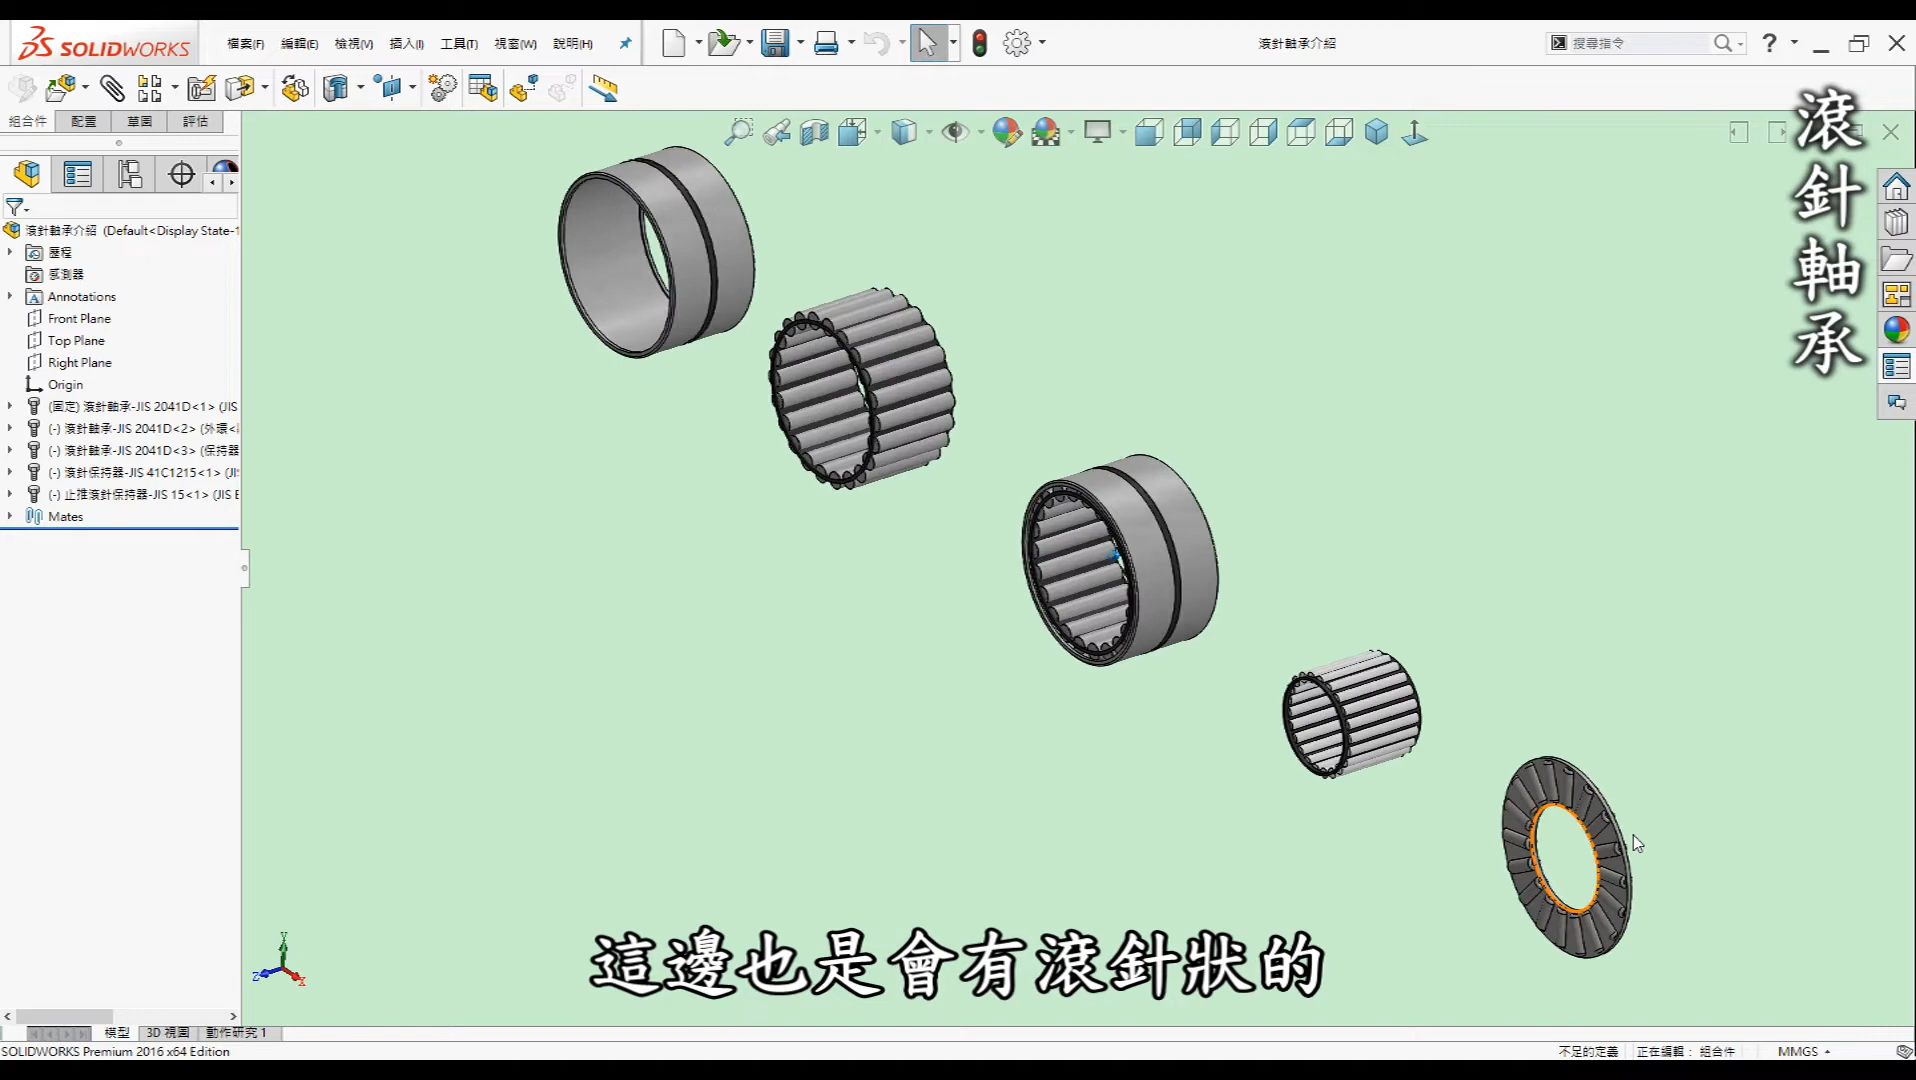 SOLIDWORKS
檔案(F) 編輯(E) 檢視(V) 插入(I) 工具(T) 視窗(W) 說明(H)
滾針軸承介紹
搜尋指令
組合件 配置 草圖 評估
滾針軸承
滾針軸承介紹 (Default<Display State-1
歷程
感測器
Annotations
Front Plane
Top Plane
Right Plane
Origin
(固定) 滾針軸承-JIS 2041D<1> (JIS
(-) 滾針軸承-JIS 2041D<2> (外環<
(-) 滾針軸承-JIS 2041D<3> (保持器
(-) 滾針保持器-JIS 41C1215<1> (JIS
(-) 止推滾針保持器-JIS 15<1> (JIS E
Mates
這邊也是會有滾針狀的
模型 3D 視圖 動作研究 1
SOLIDWORKS Premium 2016 x64 Edition
不足的定義 正在編輯: 組合件 MMGS